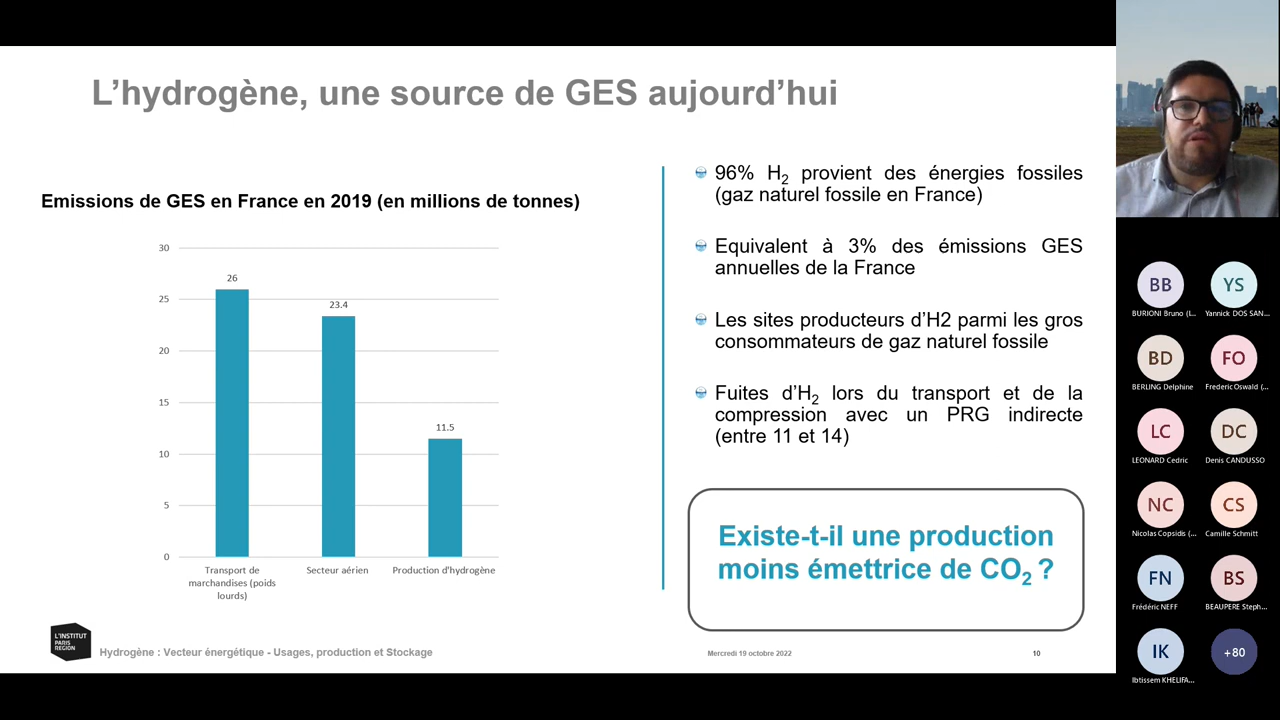 L'hydrogène, une source de GES aujourd'hui
Emissions de GES en France en 2019 (en millions de tonnes)
30
25
20
15
10
5
0
26
23.4
11.5
Transport de
marchandises (poids
lourds)
Secteur aérien
Production d'hydrogène
96% H2 provient des énergies fossiles
(gaz naturel fossile en France)
Equivalent à 3% des émissions GES
annuelles de la France
Les sites producteurs d'H2 parmi les gros
consommateurs de gaz naturel fossile
Fuites d'H2 lors du transport et de la
compression avec un PRG indirecte
(entre 11 et 14)
Existe-t-il une production
moins émettrice de CO2 ?
L'INSTITUT
PARIS
REGION
Hydrogène : Vecteur énergétique - Usages, production et Stockage
Mercredi 19 octobre 2022
10
BB
YS
BURIONI Bruno (L...
Yannick DOS SAN...
BD
FO
BERLING Delphine
Frederic Oswald (...
LC
DC
LEONARD Cedric
Denis CANDUSSO
NC
CS
Nicolas Copsidis (...
Camille Schmitt
FN
BS
Frédéric NEFF
BEAUPERE Steph...
IK
+80
Ibtissem KHELIFA...